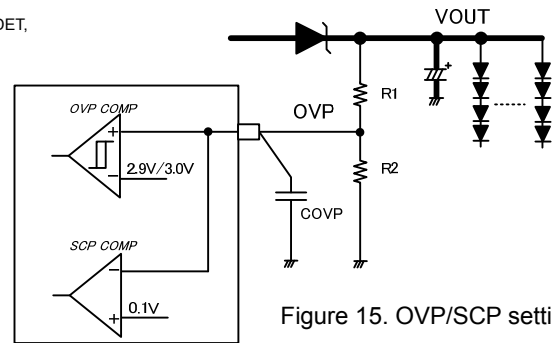 DET,
VOUT
OVP COMP
+
-
2.9V/3.0V
OVP
R1
+
R2
COVP
SCP COMP
-
+
0.1V
Figure 15. OVP/SCP setti